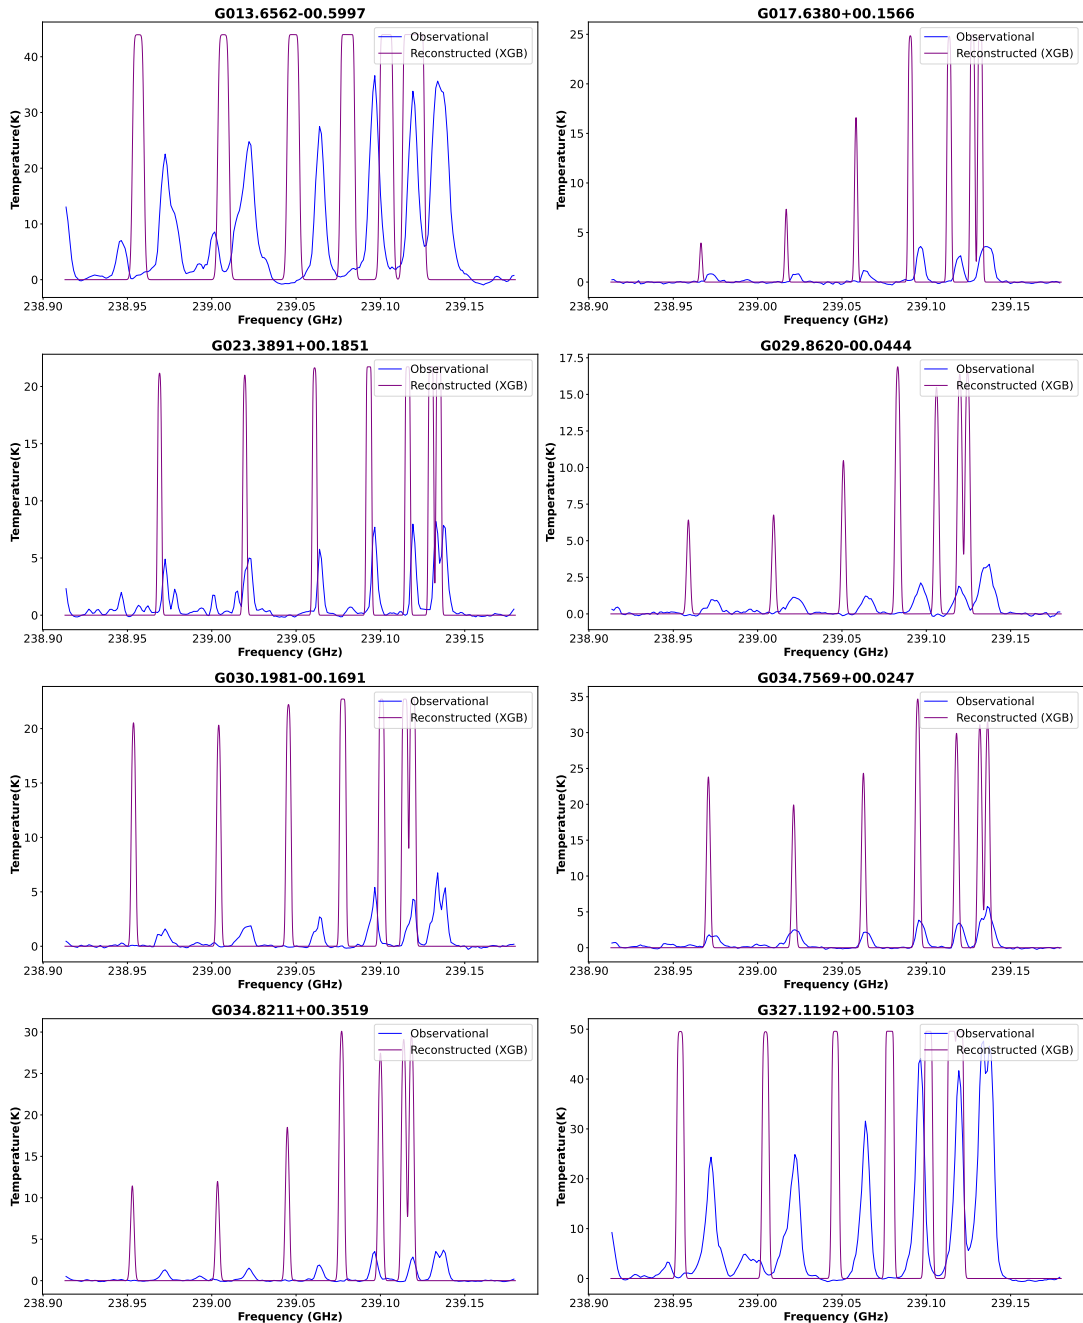 G013.6562-00.5997
Temperature(K)
40
30
20
10
0
Observational
Reconstructed (XGB)
238.90 238.95 239.00 239.05 239.10 239.15
Frequency (GHz)
G017.6380+00.1566
Temperature(K)
25
20
15
10
5
0
Observational
Reconstructed (XGB)
238.90 238.95 239.00 239.05 239.10 239.15
Frequency (GHz)
G023.3891+00.1851
Temperature(K)
20
15
10
5
0
Observational
Reconstructed (XGB)
238.90 238.95 239.00 239.05 239.10 239.15
Frequency (GHz)
G029.8620-00.0444
Temperature(K)
17.5
15.0
12.5
10.0
7.5
5.0
2.5
0.0
Observational
Reconstructed (XGB)
238.90 238.95 239.00 239.05 239.10 239.15
Frequency (GHz)
G030.1981-00.1691
Temperature(K)
20
15
10
5
0
Observational
Reconstructed (XGB)
238.90 238.95 239.00 239.05 239.10 239.15
Frequency (GHz)
G034.7569+00.0247
Temperature(K)
35
30
25
20
15
10
5
0
Observational
Reconstructed (XGB)
238.90 238.95 239.00 239.05 239.10 239.15
Frequency (GHz)
G034.8211+00.3519
Temperature(K)
30
25
20
15
10
5
0
Observational
Reconstructed (XGB)
238.90 238.95 239.00 239.05 239.10 239.15
Frequency (GHz)
G327.1192+00.5103
Temperature(K)
50
40
30
20
10
0
Observational
Reconstructed (XGB)
238.90 238.95 239.00 239.05 239.10 239.15
Frequency (GHz)